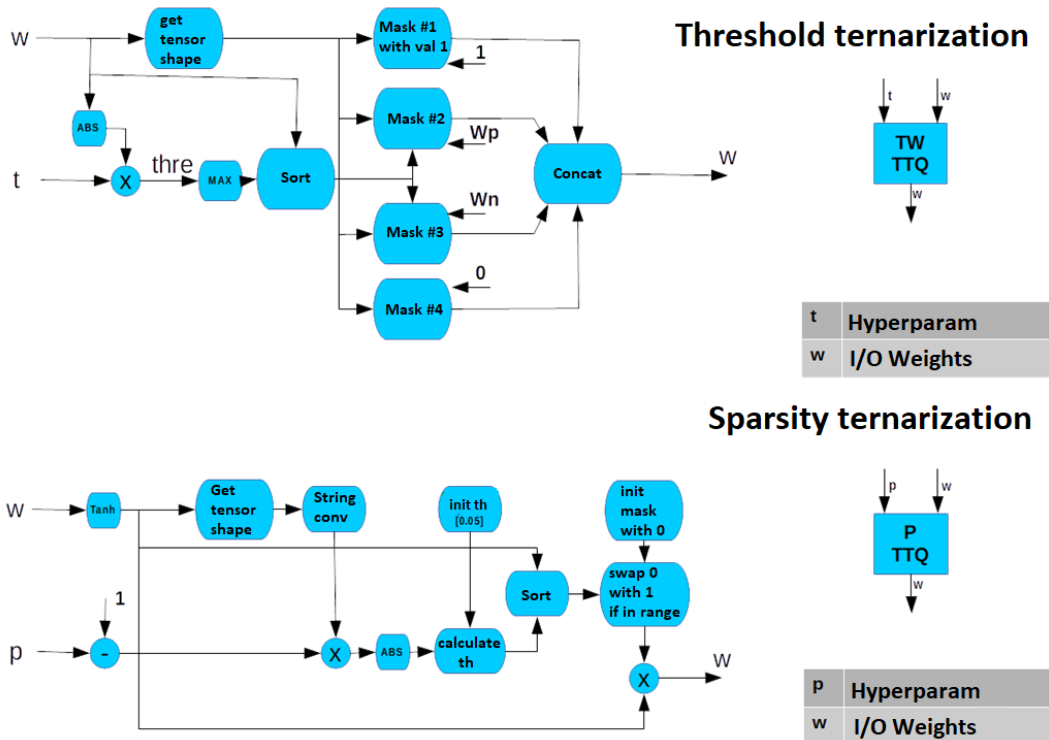 Threshold ternarization
w
get
tensor
shape
Mask #1
with val 1
1
ABS
Mask #2
Wp
t
X
thre
MAX
Sort
Concat
w
Wn
Mask #3
0
Mask #4
t
w
TW
TTQ
w
t Hyperparam
w I/O Weights
Sparsity ternarization
w
Tanh
Get
tensor
shape
String
conv
init th
[0.05]
init
mask
with 0
Sort
swap 0
with 1
if in range
1
p
-
X
ABS
calculate
th
X
w
p
w
P
TTQ
w
p Hyperparam
w I/O Weights